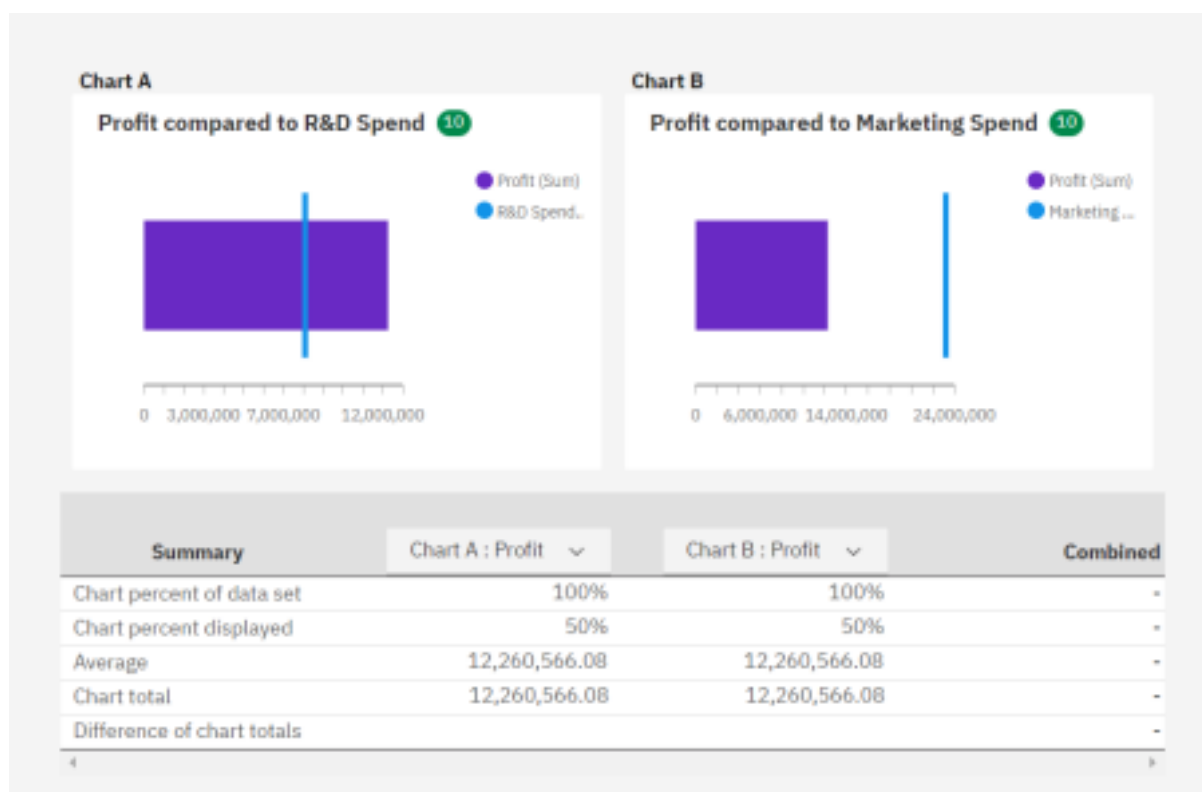 Chart A
Profit compared to R&D Spend 10
Profit (Sum)
R&D Spend..
0 3,000,000 7,000,000 12,000,000
Chart B
Profit compared to Marketing Spend 10
Profit (Sum)
Marketing ...
0 6,000,000 14,000,000 24,000,000
Summary Chart A : Profit Chart B : Profit Combined
Chart percent of data set 100% 100% -
Chart percent displayed 50% 50% -
Average 12,260,566.08 12,260,566.08 -
Chart total 12,260,566.08 12,260,566.08 -
Difference of chart totals -